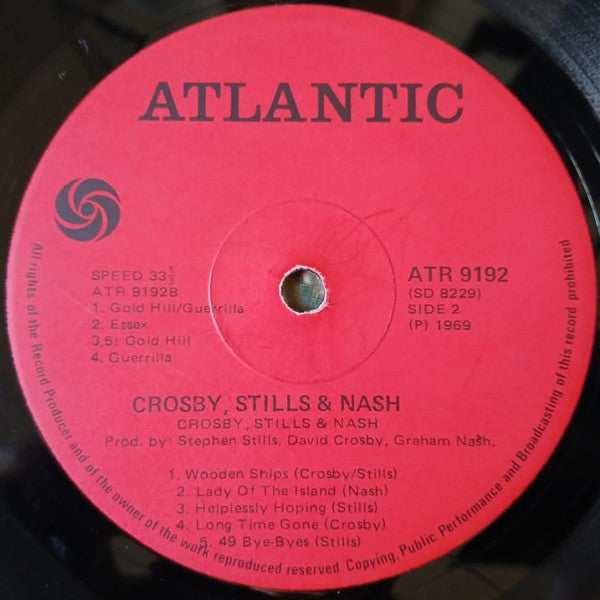 ATLANTIC
SPEED 33⅓
ATR 9192B
1. Gold Hill/Guerrilla
2. Essex
3,5: Gold Hill
4. Guerrilla
ATR 9192
(SD 8229)
SIDE 2
(P) 1969
CROSBY, STILLS & NASH
CROSBY, STILLS & NASH
Prod. by: Stephen Stills, David Crosby, Graham Nash.
1. Wooden Ships (Crosby/Stills)
2. Lady Of The Island (Nash)
3. Helplessly Hoping (Stills)
4. Long Time Gone (Crosby)
5. 49 Bye-Byes (Stills)
All rights of the Record Producer and of the owner of the work reproduced reserved. Copying, Public Performance and Broadcasting of this record prohibited